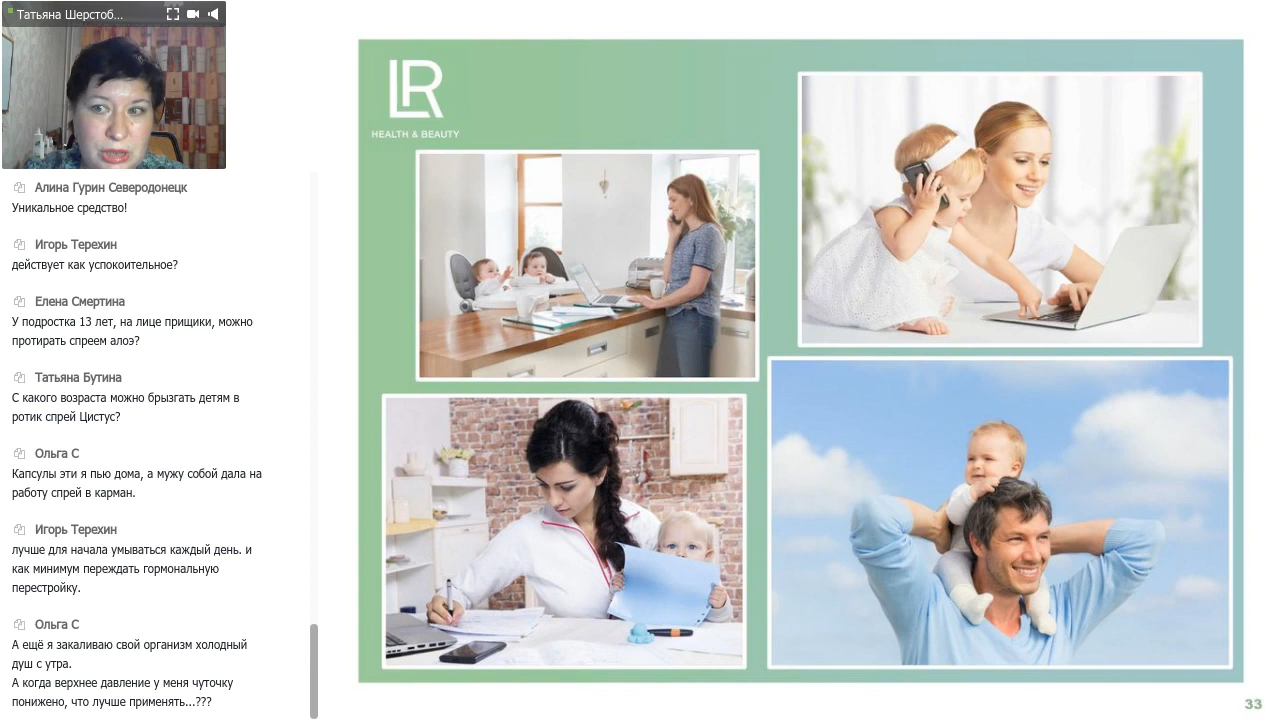 Татьяна Шерстоб...
Алина Гурин Северодонецк
Уникальное средство!
Игорь Терехин
действует как успокоительное?
Елена Смертина
У подростка 13 лет, на лице прищики, можно
протирать спреем алоэ?
Татьяна Бутина
С какого возраста можно брызгать детям в
ротик спрей Цистус?
Ольга С
Капсулы эти я пью дома, а мужу собой дала на
работу спрей в карман.
Игорь Терехин
лучше для начала умываться каждый день. и
как минимум переждать гормональную
перестройку.
Ольга С
А ещё я закаливаю свой организм холодный
душ с утра.
А когда верхнее давление у меня чуточку
понижено, что лучше применять...???
LR
HEALTH & BEAUTY
33